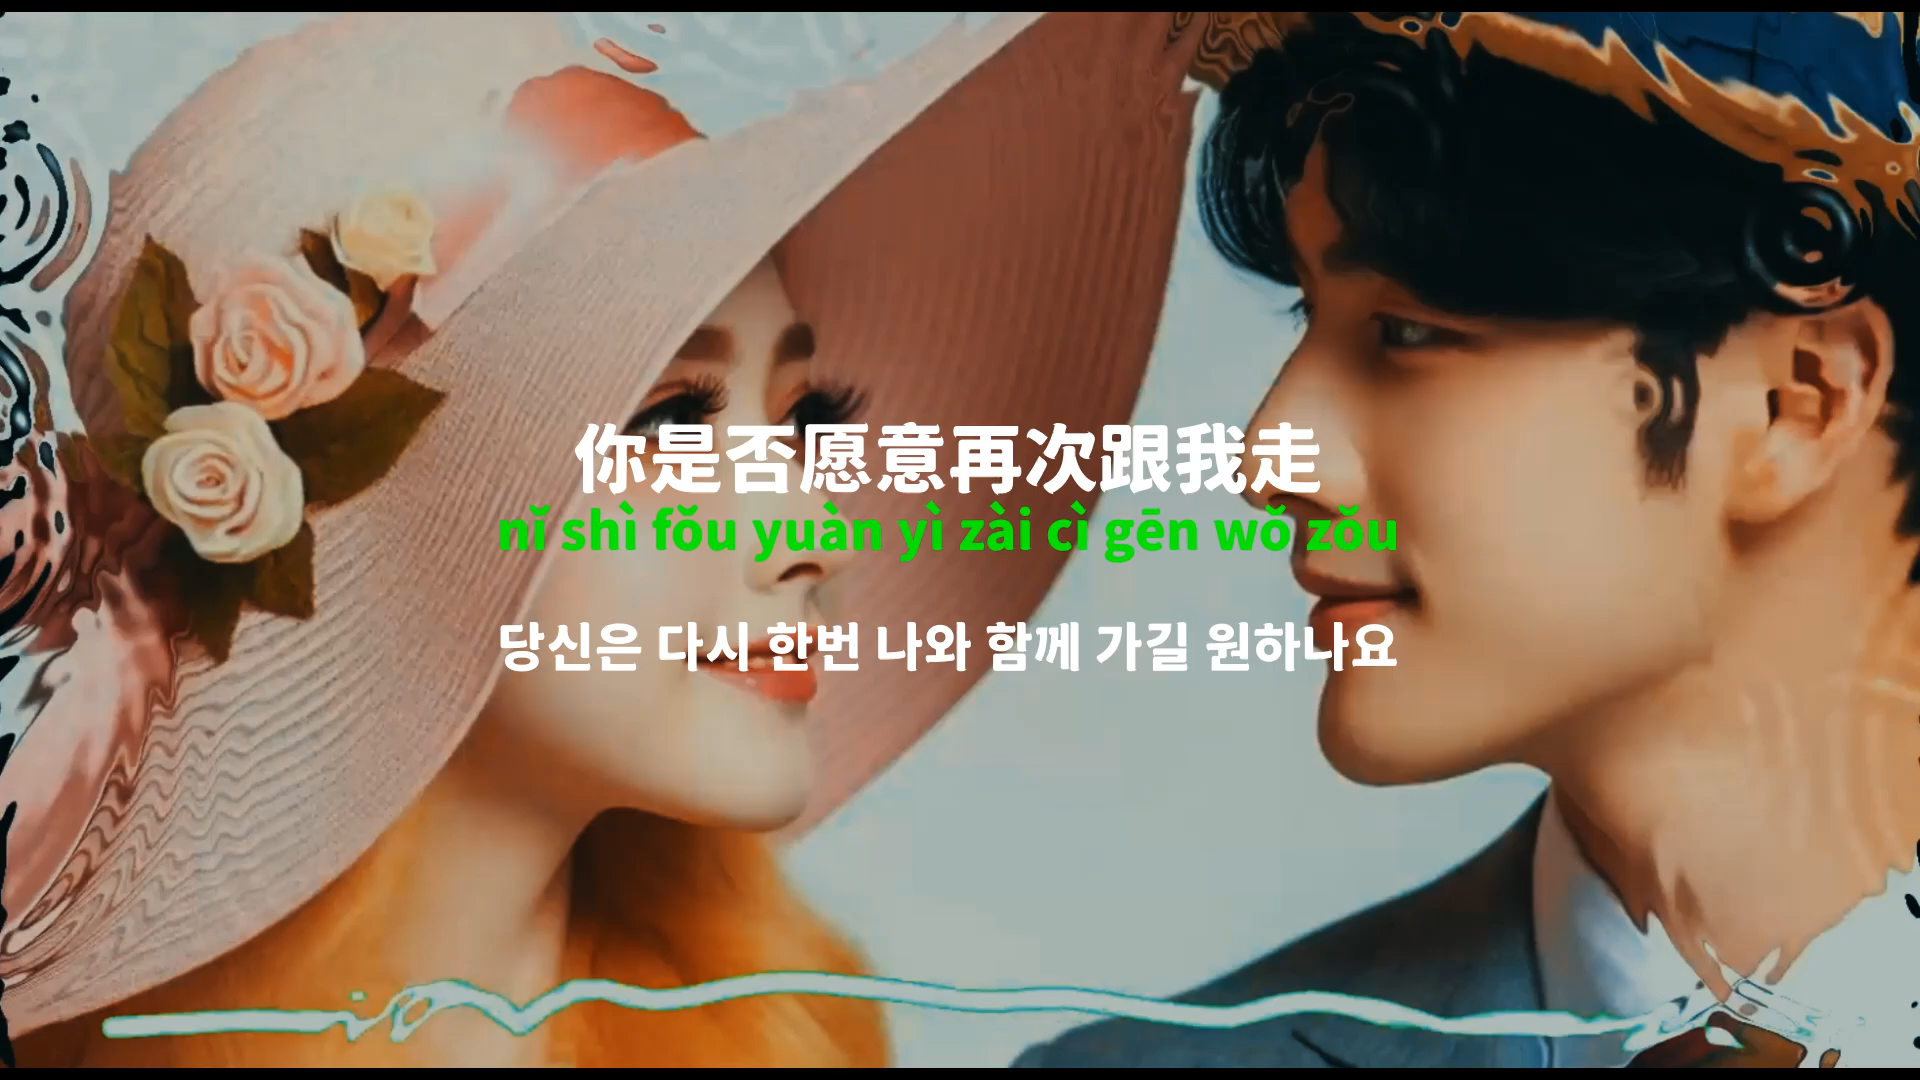 你是否愿意再次跟我走
nǐ shì fǒu yuàn yì zài cì gēn wǒ zǒu
당신은 다시 한번 나와 함께 가길 원하나요